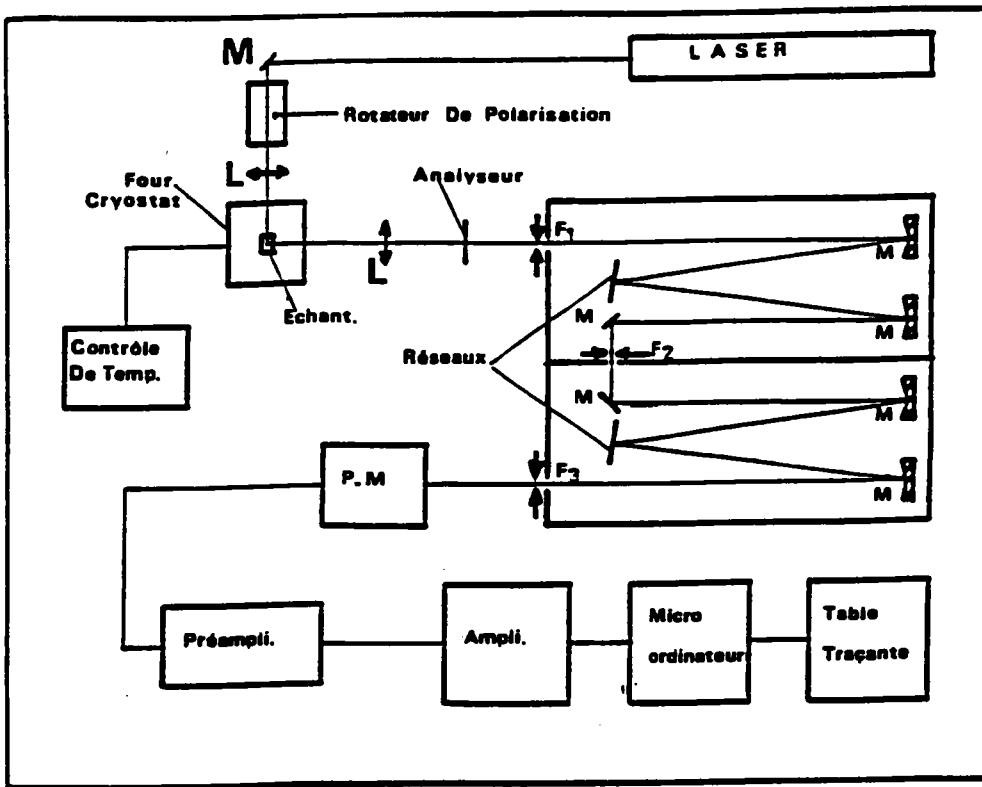 LASER
M
Rotateur De Polarisation
L
Four
Cryostat
Analyseur
F1
M
L
Echant.
M
M
Contrôle
De Temp.
Réseaux
F2
M
M
P.M
F3
M
Préampli.
Ampli.
Micro
ordinateur
Table
Traçante